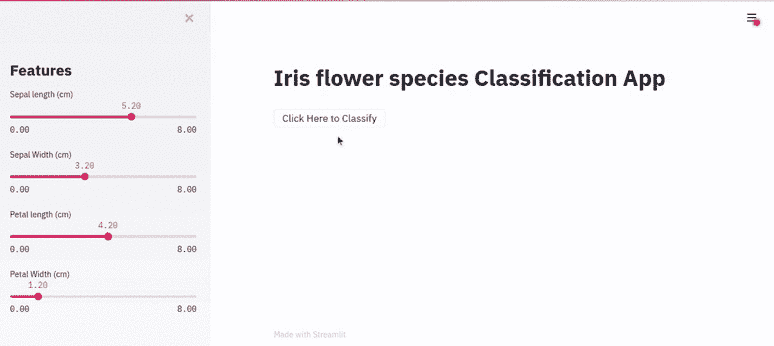 Features
Sepal length (cm)
5.20
0.00 8.00
Sepal Width (cm)
3.20
0.00 8.00
Petal length (cm)
4.20
0.00 8.00
Petal Width (cm)
1.20
0.00 8.00
Iris flower species Classification App
Click Here to Classify
Made with Streamlit